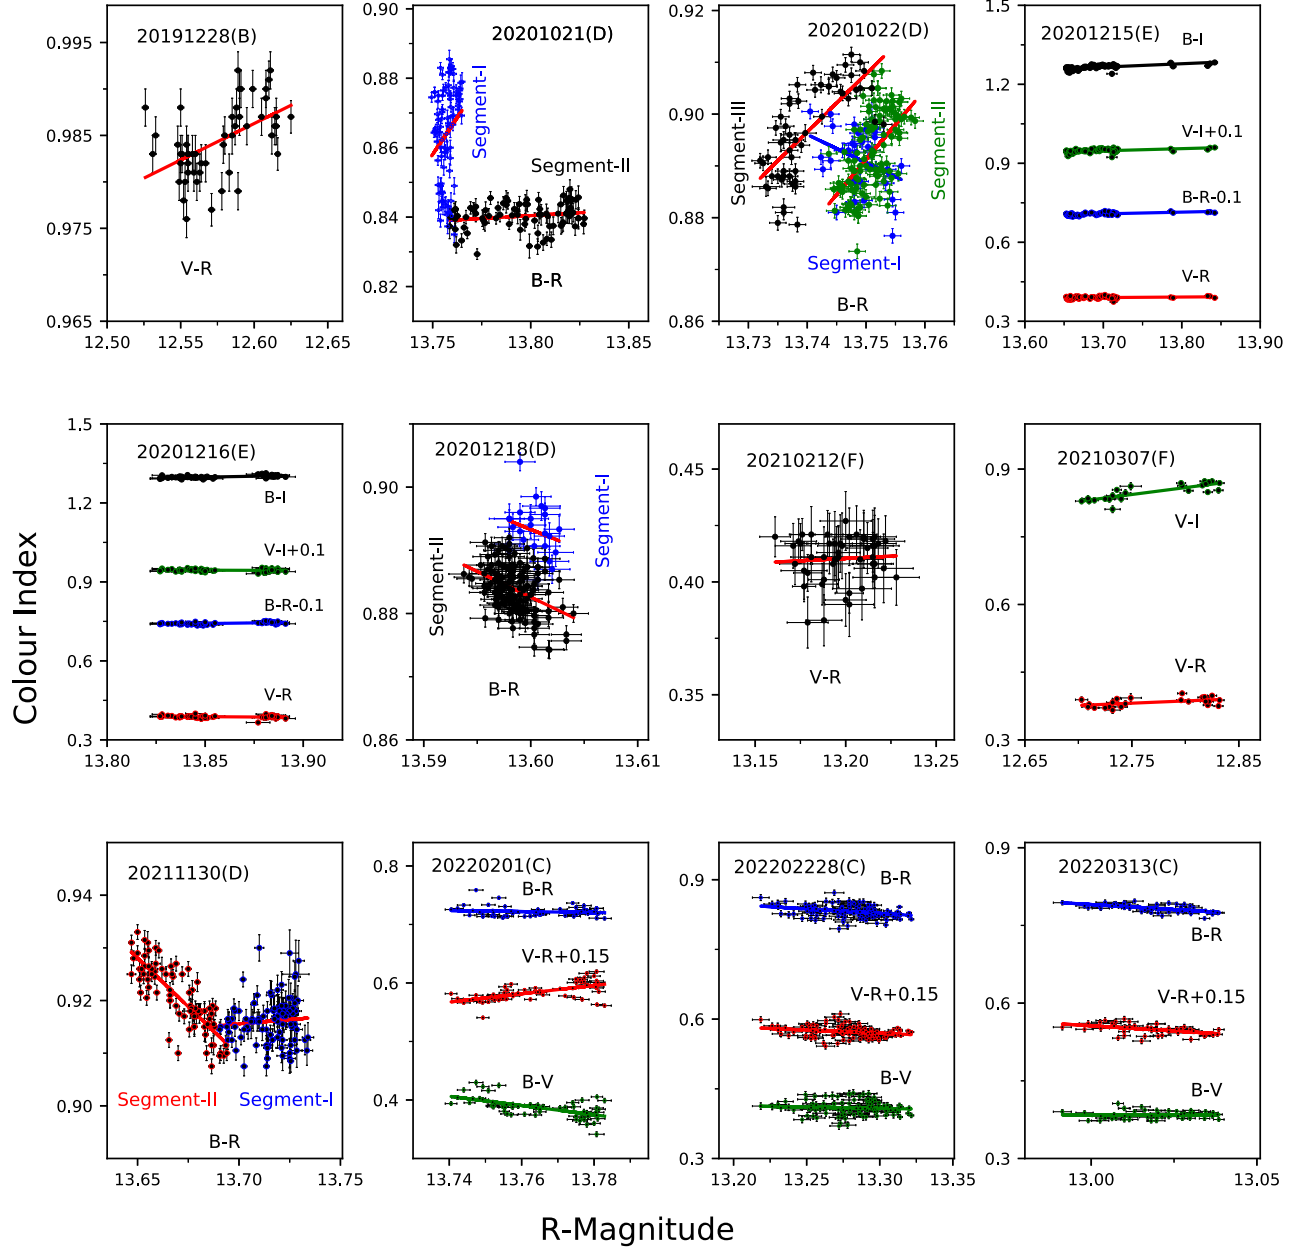 20191228(B)
V-R
0.995
0.985
0.975
0.965
12.50 12.55 12.60 12.65
20201021(D)
Segment-I
Segment-II
B-R
0.90
0.88
0.86
0.84
0.82
13.75 13.80 13.85
20201022(D)
Segment-III
Segment-II
Segment-I
B-R
0.92
0.90
0.88
0.86
13.73 13.74 13.75 13.76
20201215(E)
B-I
V-I+0.1
B-R-0.1
V-R
1.5
1.2
0.9
0.6
0.3
13.60 13.70 13.80 13.90
Colour Index
20201216(E)
B-I
V-I+0.1
B-R-0.1
V-R
1.5
1.2
0.9
0.6
0.3
13.80 13.85 13.90
20201218(D)
Segment-I
Segment-II
B-R
0.90
0.88
0.86
13.59 13.60 13.61
20210212(F)
V-R
0.45
0.40
0.35
13.15 13.20 13.25
20210307(F)
V-I
V-R
0.9
0.6
0.3
12.65 12.75 12.85
20211130(D)
Segment-II
Segment-I
B-R
0.94
0.92
0.90
13.65 13.70 13.75
20220201(C)
B-R
V-R+0.15
B-V
0.8
0.6
0.4
13.74 13.76 13.78
202202228(C)
B-R
V-R+0.15
B-V
0.9
0.6
0.3
13.20 13.25 13.30 13.35
20220313(C)
B-R
V-R+0.15
B-V
0.9
0.6
0.3
13.00 13.05
R-Magnitude